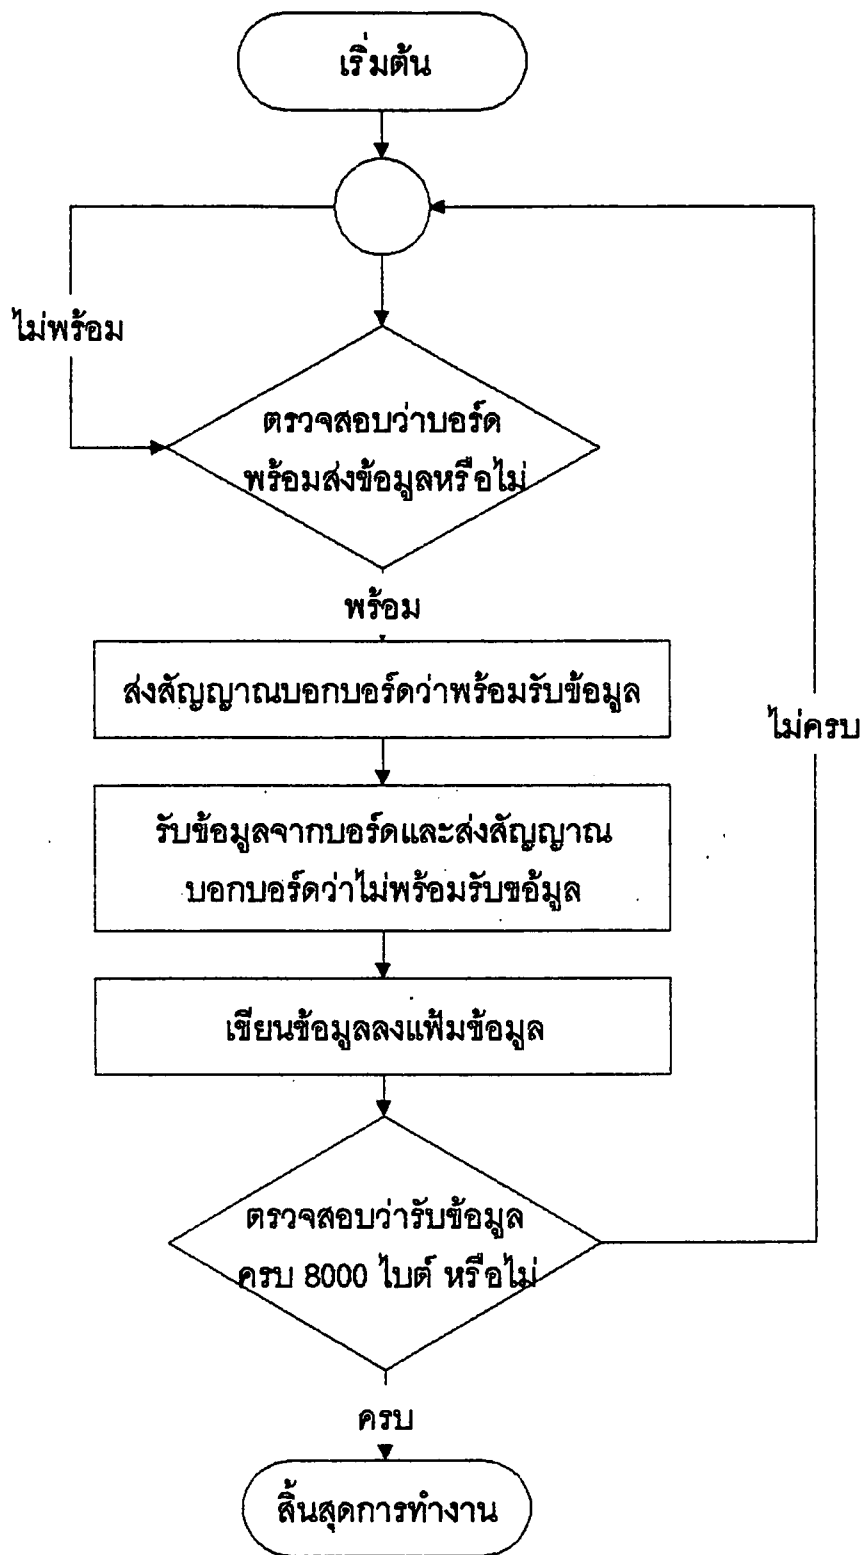 เริ่มต้น
ไม่พร้อม
ตรวจสอบว่าบอร์ด
พร้อมส่งข้อมูลหรือไม่
พร้อม
ส่งสัญญาณบอกบอร์ดว่าพร้อมรับข้อมูล
ไม่ครบ
รับข้อมูลจากบอร์ดและส่งสัญญาณ
บอกบอร์ดว่าไม่พร้อมรับขอ้มูล
เขียนข้อมูลลงแฟ้มข้อมูล
ตรวจสอบว่ารับข้อมูล
ครบ 8000 ไบต์ หรือไม่
ครบ
สิ้นสุดการทำงาน